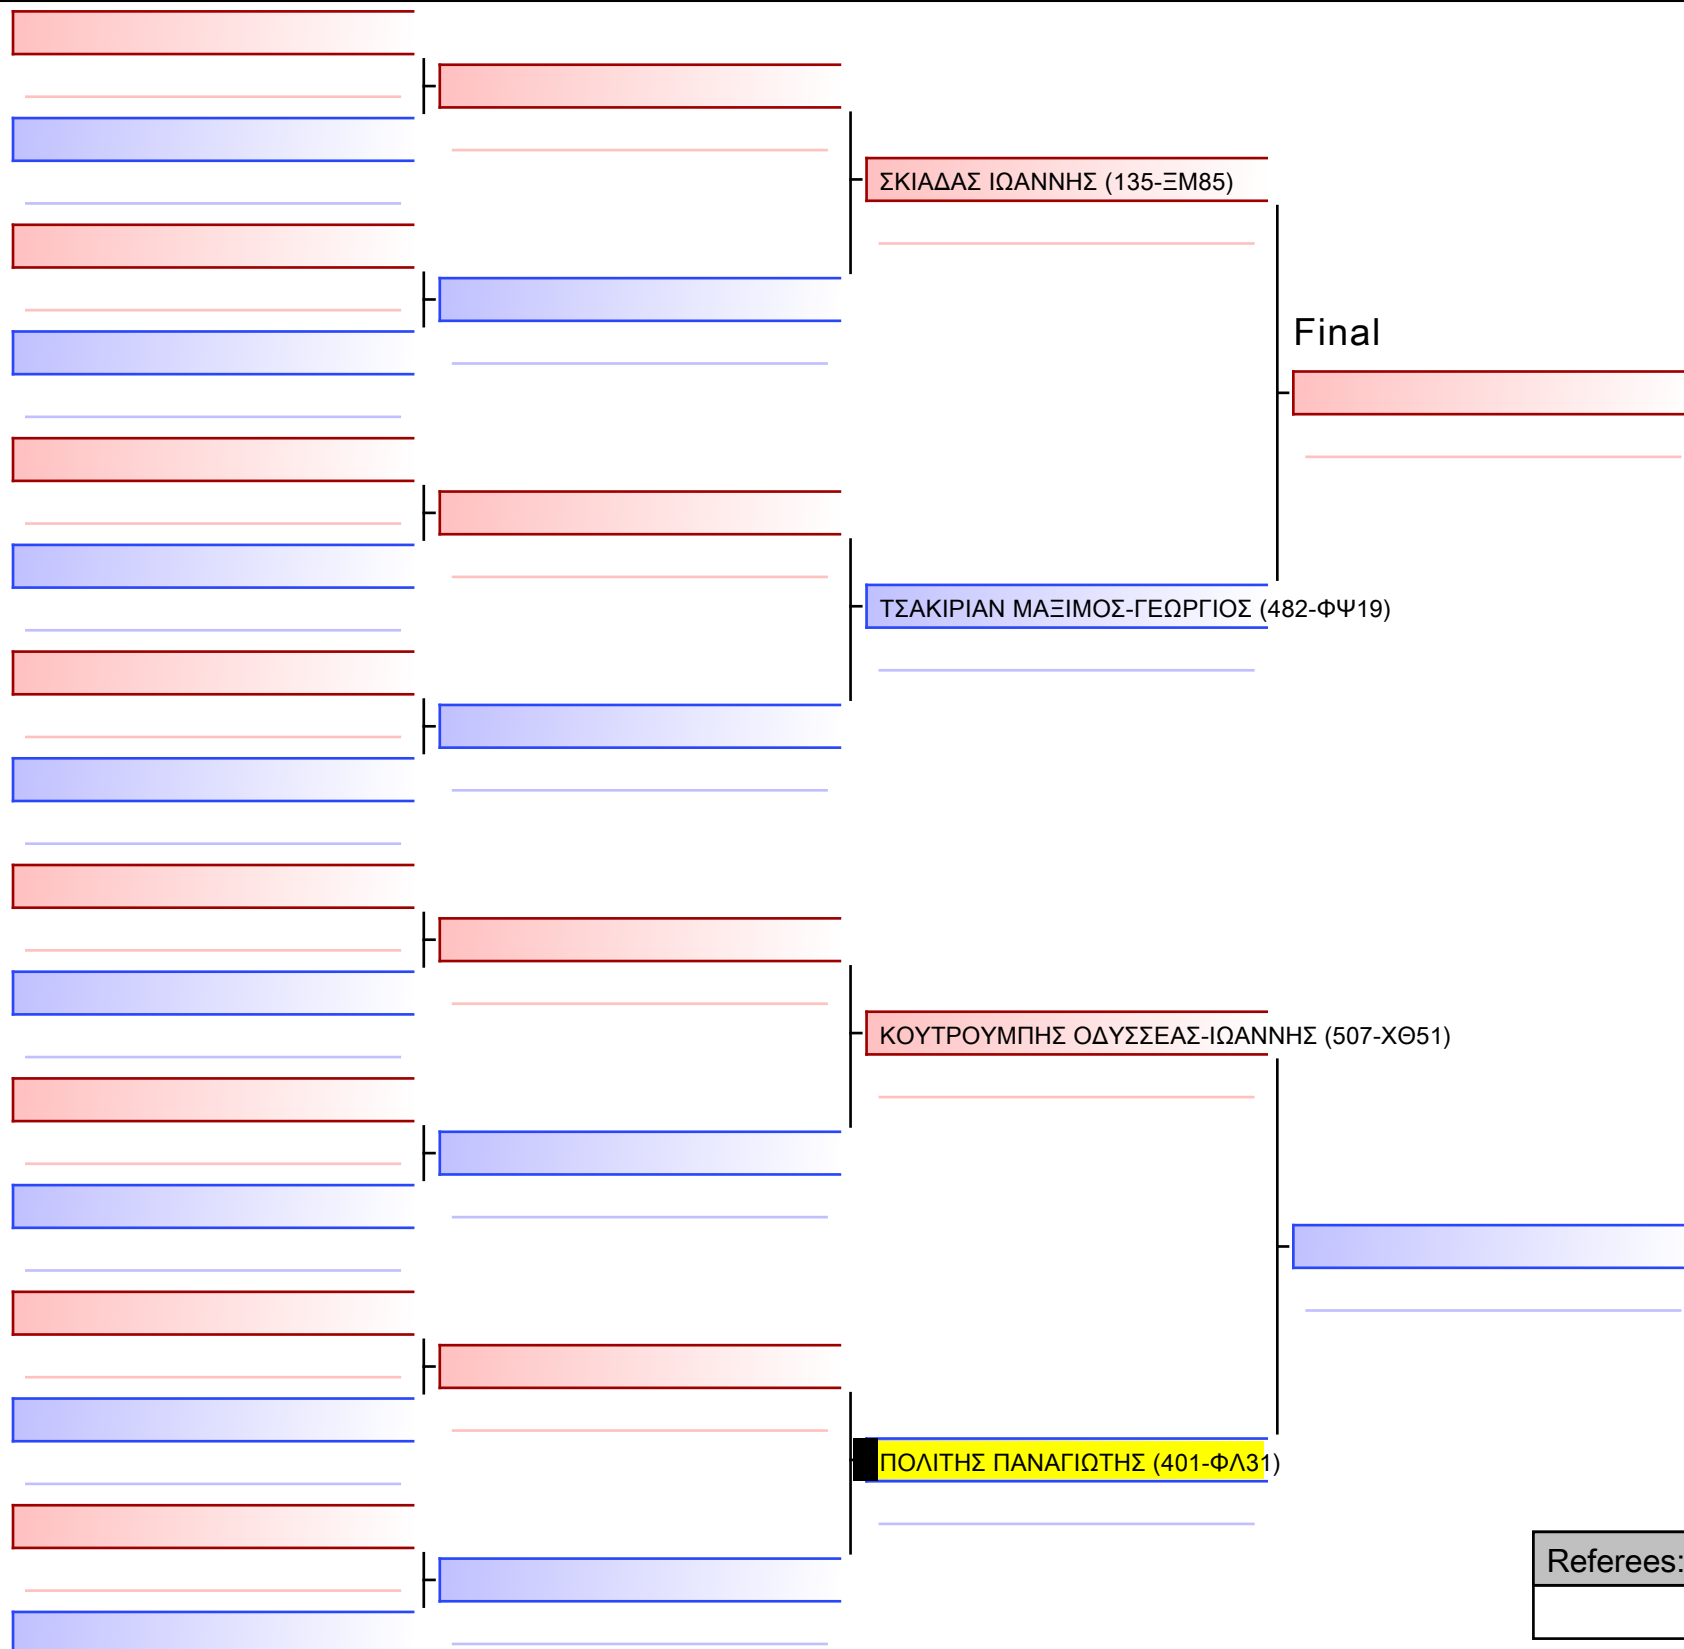 ΣΚΙΑΔΑΣ ΙΩΑΝΝΗΣ (135-ΞΜ85)
Final
ΤΣΑΚΙΡΙΑΝ ΜΑΞΙΜΟΣ-ΓΕΩΡΓΙΟΣ (482-ΦΨ19)
ΚΟΥΤΡΟΥΜΠΗΣ ΟΔΥΣΣΕΑΣ-ΙΩΑΝΝΗΣ (507-ΧΘ51)
ΠΟΛΙΤΗΣ ΠΑΝΑΓΙΩΤΗΣ (401-ΦΛ31)
Referees: